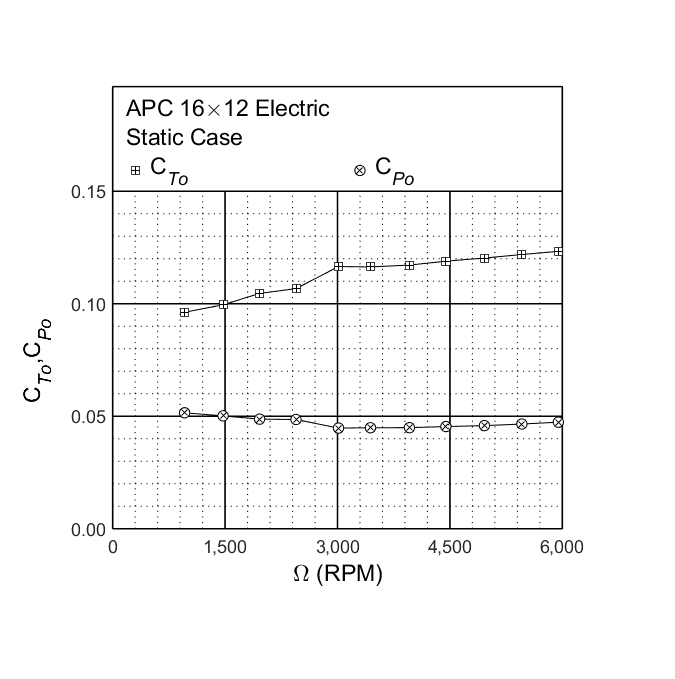 APC 16×12 Electric
Static Case
C_To C_Po
0.15
0.10
0.05
0.00
C_To,C_Po
0 1,500 3,000 4,500 6,000
Ω (RPM)